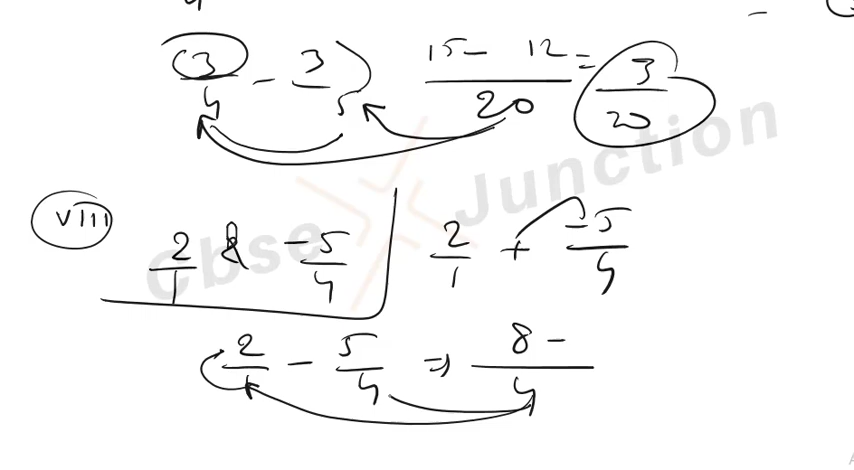 3/4 - 3/5 15 - 12/20 = 3/20
VIII 2/1 & -5/4 2/1 + -5/4
2/1 - 5/4 ⇒ 8 -/4
Cbse Junction